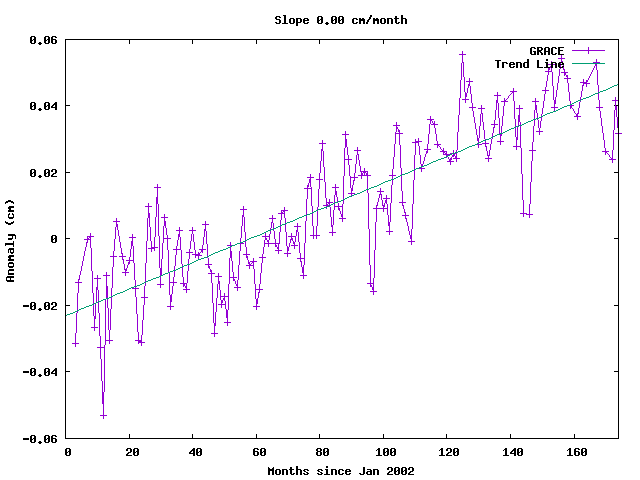 Slope 0.00 cm/month
0.06
GRACE
Trend Line
0.04
0.02
0
-0.02
-0.04
-0.06
Anomaly (cm)
0 20 40 60 80 100 120 140 160
Months since Jan 2002